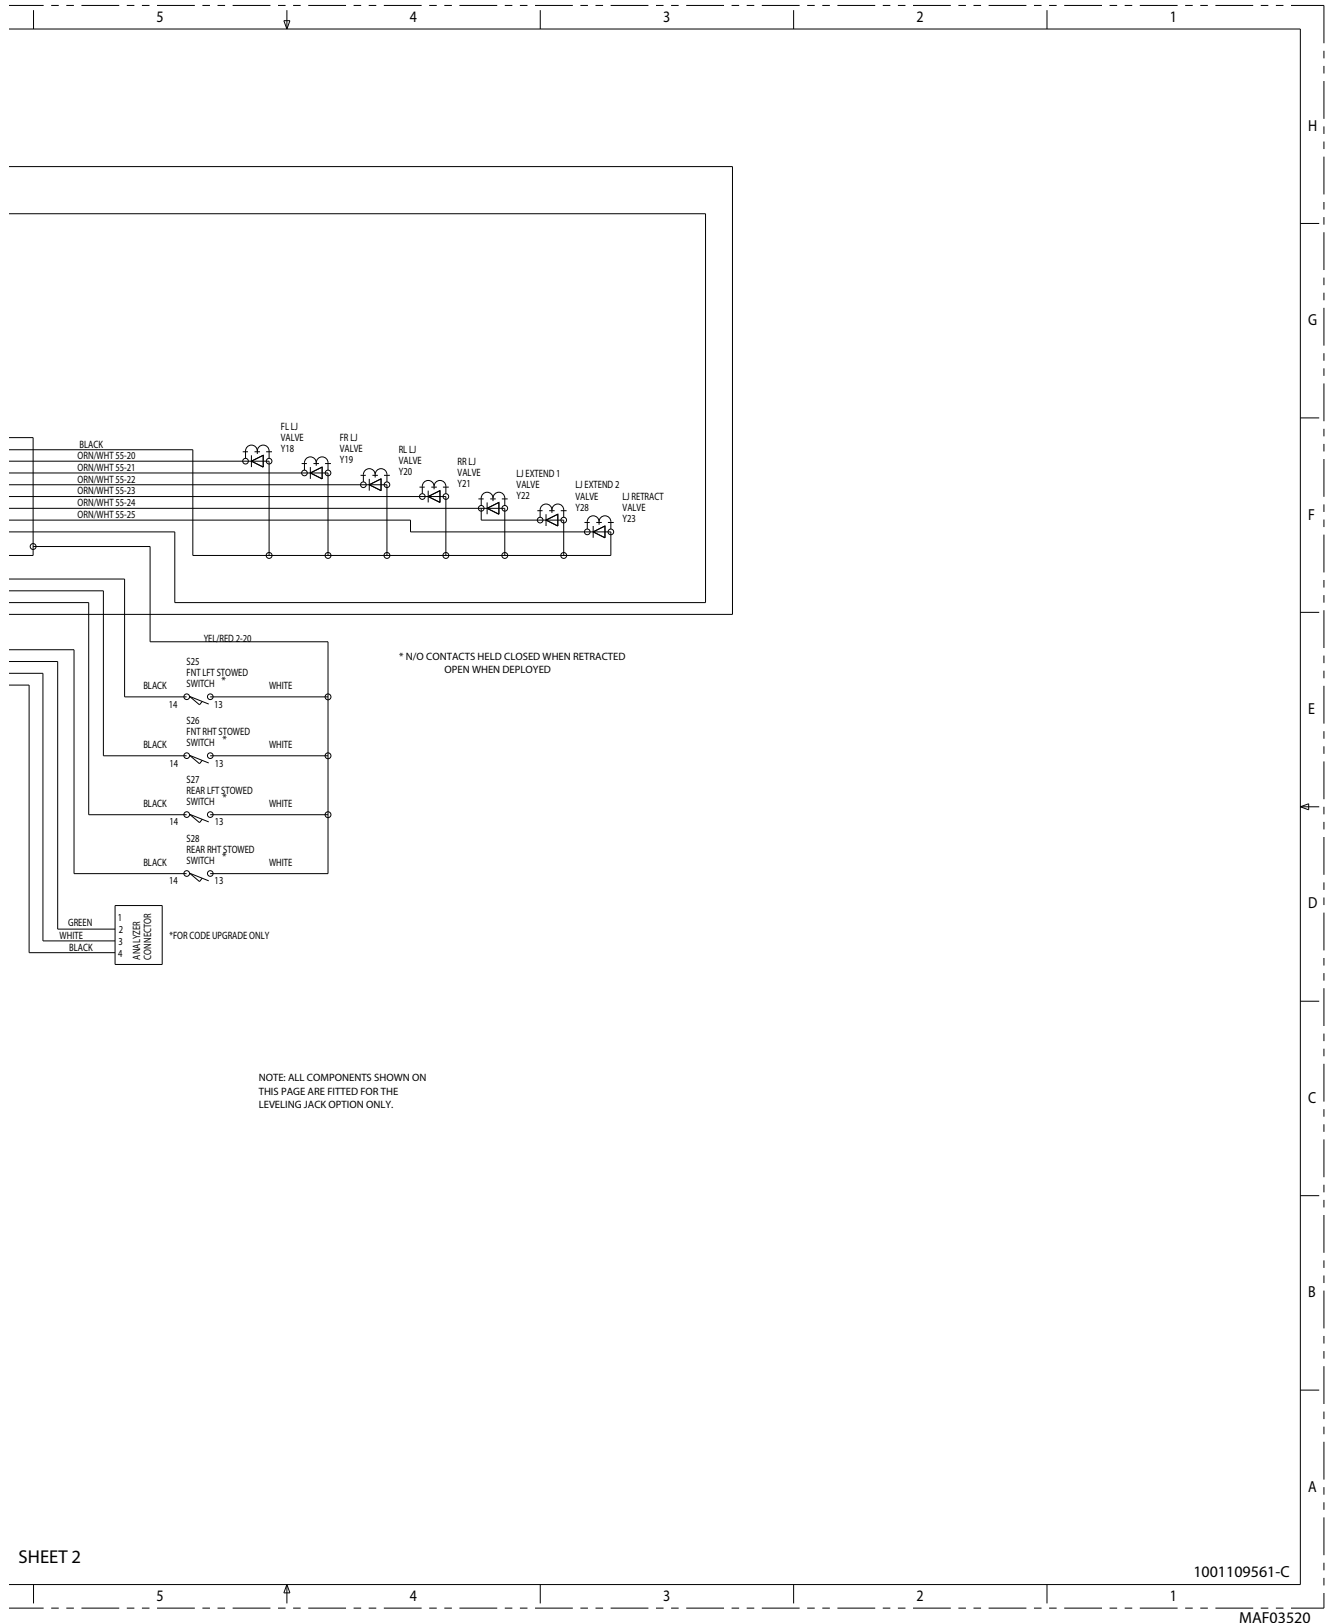 5 4 3 2 1
H
G
FL LJ
VALVE
Y18
FR LJ
VALVE
Y19
RL LJ
VALVE
Y20
RR LJ
VALVE
Y21
LJ EXTEND 1
VALVE
Y22
LJ EXTEND 2
VALVE
Y28
LJ RETRACT
VALVE
Y23
BLACK
ORN/WHT 55-20
ORN/WHT 55-21
ORN/WHT 55-22
ORN/WHT 55-23
ORN/WHT 55-24
ORN/WHT 55-25
F
YEL/RED 2-20
* N/O CONTACTS HELD CLOSED WHEN RETRACTED
OPEN WHEN DEPLOYED
S25
FNT LFT STOWED
SWITCH *
BLACK WHITE
14 13
E
S26
FNT RHT STOWED
SWITCH *
BLACK WHITE
14 13
S27
REAR LFT STOWED
SWITCH *
BLACK WHITE
14 13
S28
REAR RHT STOWED
SWITCH *
BLACK WHITE
14 13
D
GREEN
WHITE
BLACK
1
2
3
4
ANALYZER
CONNECTOR
*FOR CODE UPGRADE ONLY
NOTE: ALL COMPONENTS SHOWN ON
THIS PAGE ARE FITTED FOR THE
LEVELING JACK OPTION ONLY.
C
B
A
SHEET 2
1001109561-C
5 4 3 2 1
MAF03520